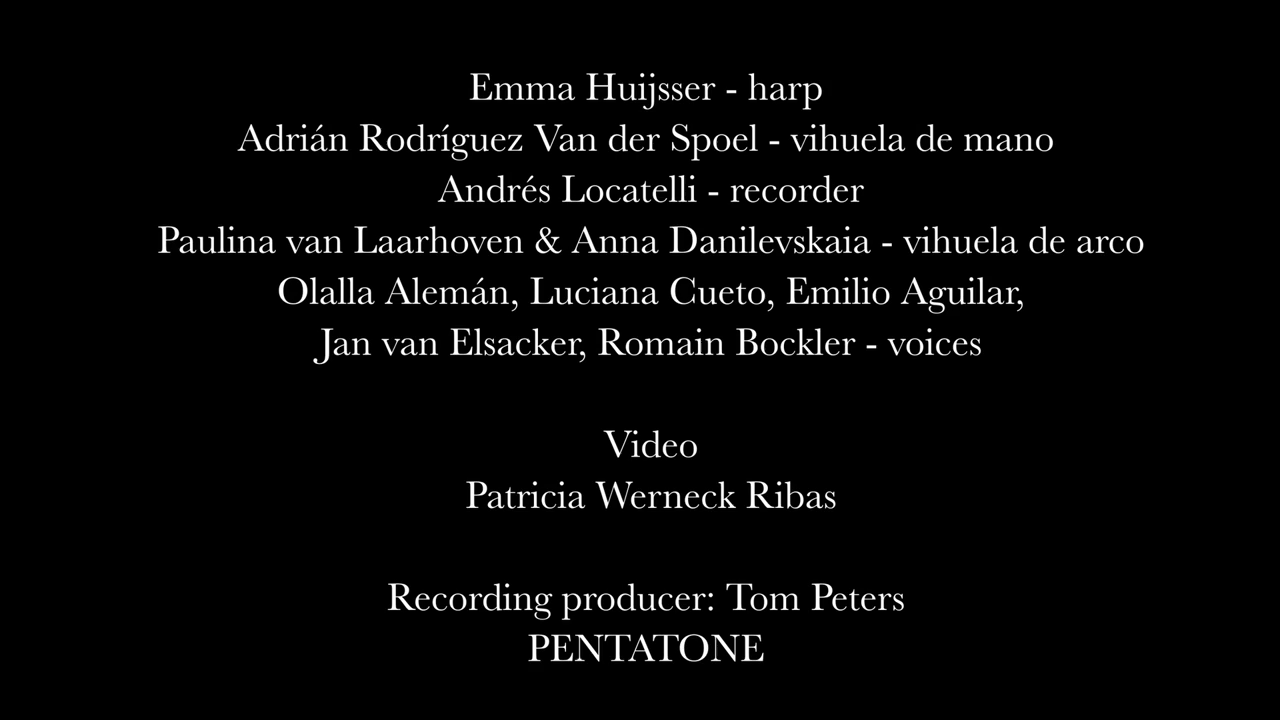 Emma Huijsser - harp
Adrián Rodríguez Van der Spoel - vihuela de mano
Andrés Locatelli - recorder
Paulina van Laarhoven & Anna Danilevskaia - vihuela de arco
Olalla Alemán, Luciana Cueto, Emilio Aguilar,
Jan van Elsacker, Romain Bockler - voices
Video
Patricia Werneck Ribas
Recording producer: Tom Peters
PENTATONE